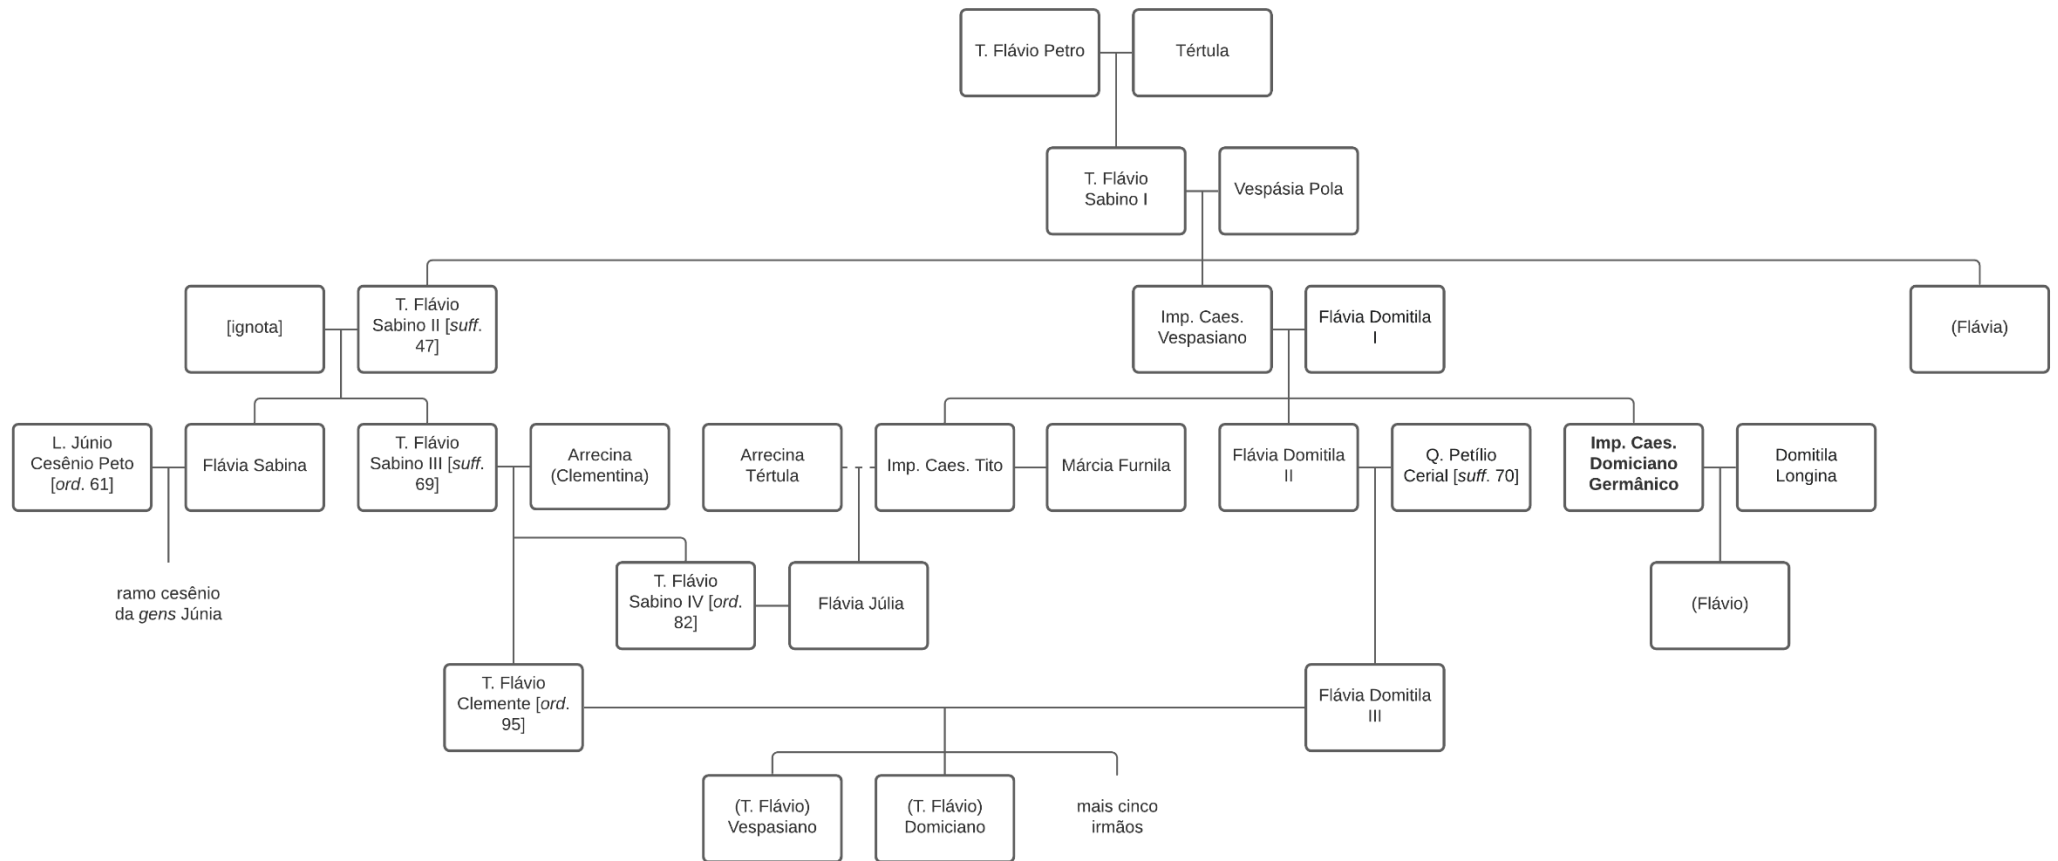 T. Flávio Petro
Tértula
T. Flávio
Sabino I
Vespásia Pola
[ignota]
T. Flávio
Sabino II [suff.
47]
Imp. Caes.
Vespasiano
Flávia Domitila
I
(Flávia)
L. Júnio
Cesênio Peto
[ord. 61]
Flávia Sabina
T. Flávio
Sabino III [suff.
69]
Arrecina
(Clementina)
Arrecina
Tértula
Imp. Caes. Tito
Márcia Furnila
Flávia Domitila
II
Q. Petílio
Cerial [suff. 70]
Imp. Caes.
Domiciano
Germânico
Domitila
Longina
ramo cesênio
da gens Júnia
T. Flávio
Sabino IV [ord.
82]
Flávia Júlia
(Flávio)
T. Flávio
Clemente [ord.
95]
Flávia Domitila
III
(T. Flávio)
Vespasiano
(T. Flávio)
Domiciano
mais cinco
irmãos